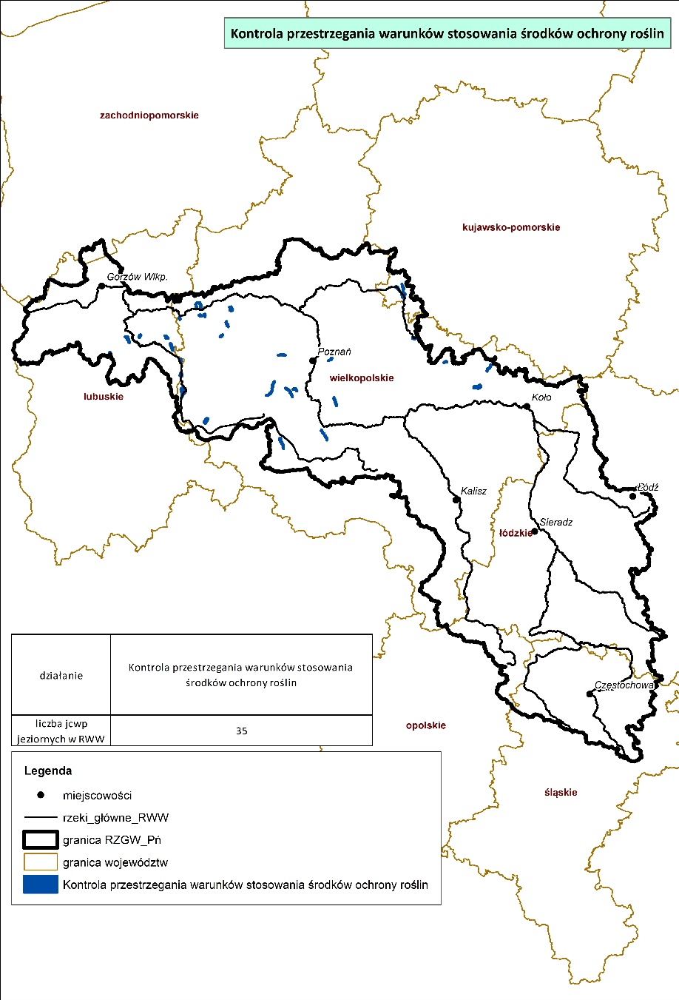 Kontrola przestrzegania warunków stosowania środków ochrony roślin
zachodniopomorskie
kujawsko-pomorskie
Gorzów Wlkp.
Poznań
wielkopolskie
lubuskie
Koło
Łódź
Kalisz
Sieradz
łódzkie
działanie
Kontrola przestrzegania warunków stosowania
środków ochrony roślin
liczba jcwp
jeziornych w RWW
35
Częstochowa
opolskie
śląskie
Legenda
miejscowości
rzeki_główne_RWW
granica RZGW_Pń
granica województw
Kontrola przestrzegania warunków stosowania środków ochrony roślin